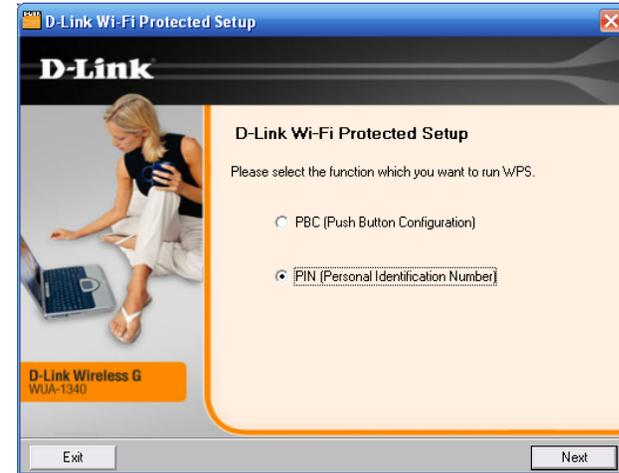 D-Link Wi-Fi Protected Setup
D-Link
D-Link Wi-Fi Protected Setup
Please select the function which you want to run WPS.
PBC (Push Button Configuration)
PIN (Personal Identification Number)
D-Link Wireless G
WUA-1340
Exit
Next